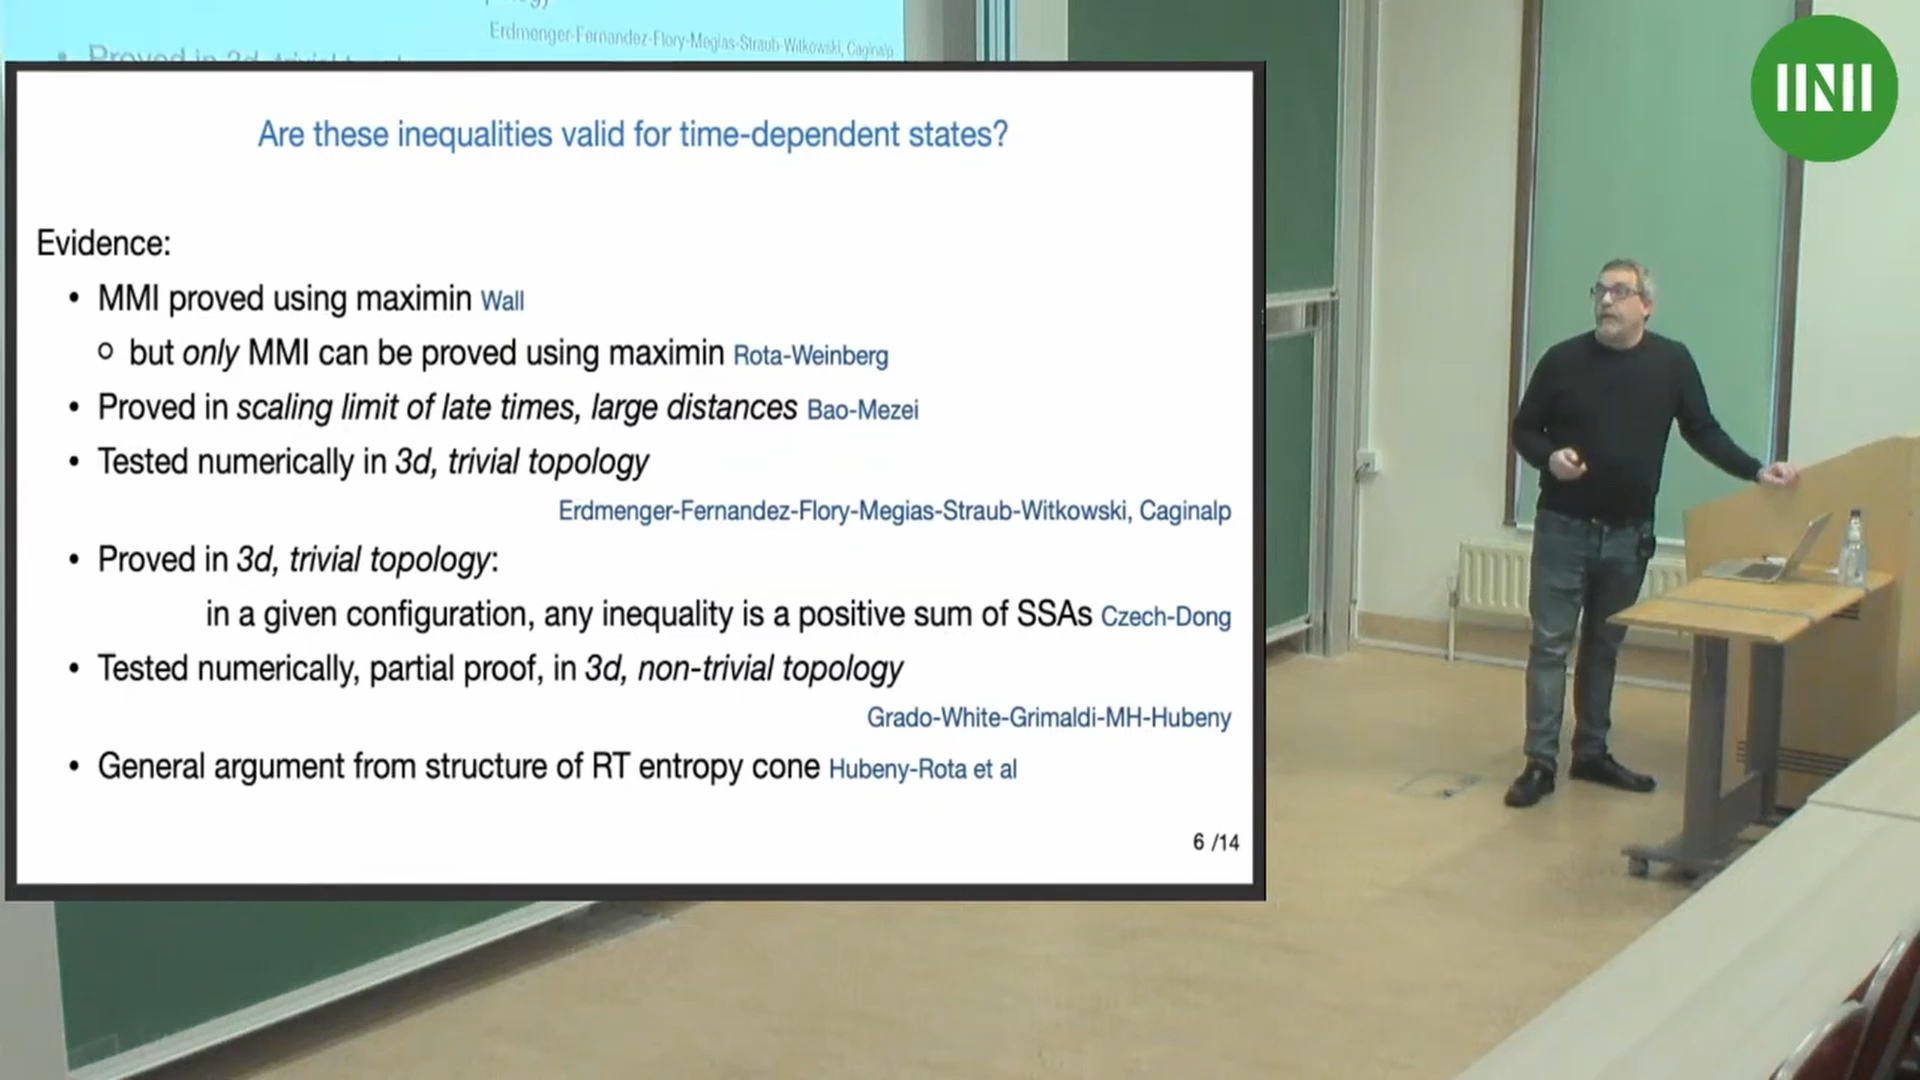 Erdmenger-Fernandez-Flory-Megias-Straub-Witkowski, Caginalp
• Proved in 3d, trivial
INI
Are these inequalities valid for time-dependent states?
Evidence:
• MMI proved using maximin Wall
o but only MMI can be proved using maximin Rota-Weinberg
• Proved in scaling limit of late times, large distances Bao-Mezei
• Tested numerically in 3d, trivial topology
Erdmenger-Fernandez-Flory-Megias-Straub-Witkowski, Caginalp
• Proved in 3d, trivial topology:
in a given configuration, any inequality is a positive sum of SSAs Czech-Dong
• Tested numerically, partial proof, in 3d, non-trivial topology
Grado-White-Grimaldi-MH-Hubeny
• General argument from structure of RT entropy cone Hubeny-Rota et al
6 /14